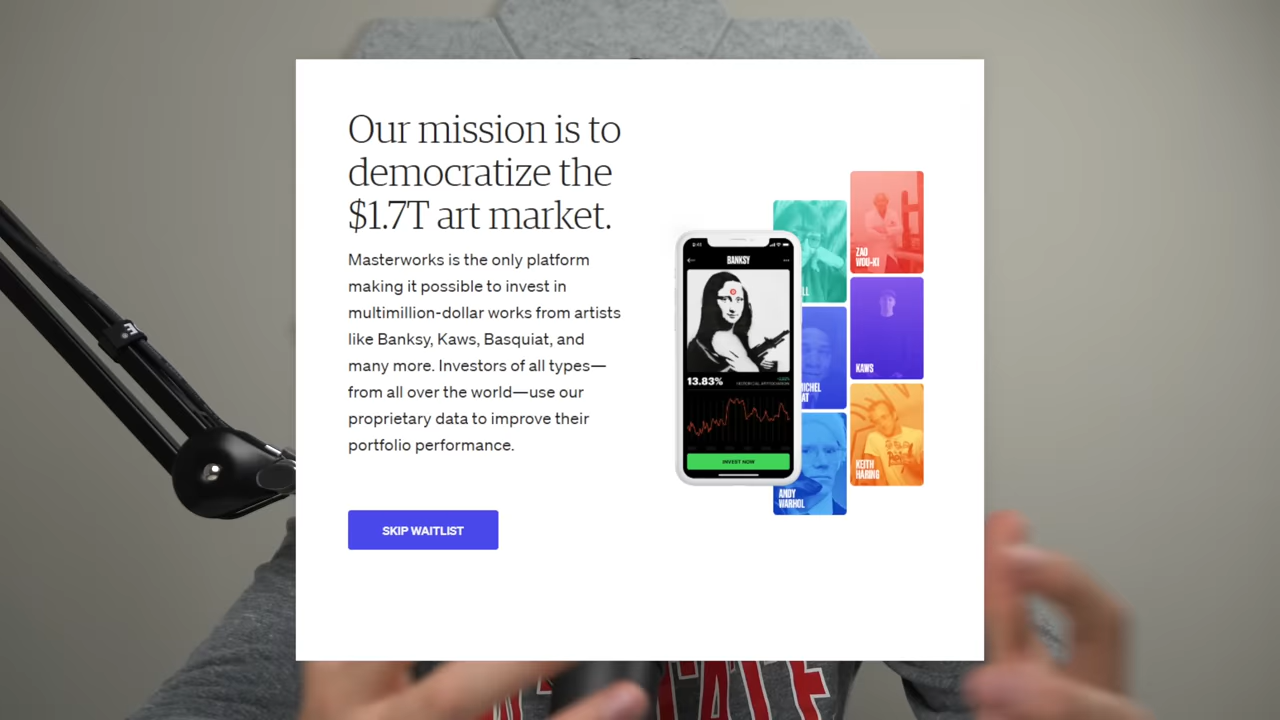 Our mission is to
democratize the
$1.7T art market.
Masterworks is the only platform
making it possible to invest in
multimillion-dollar works from artists
like Banksy, Kaws, Basquiat, and
many more. Investors of all types—
from all over the world—use our
proprietary data to improve their
portfolio performance.
SKIP WAITLIST
BANKSY
13.83%
INVEST NOW
ZAO
WOU-KI
KAWS
KEITH
HARING
ANDY
WARHOL